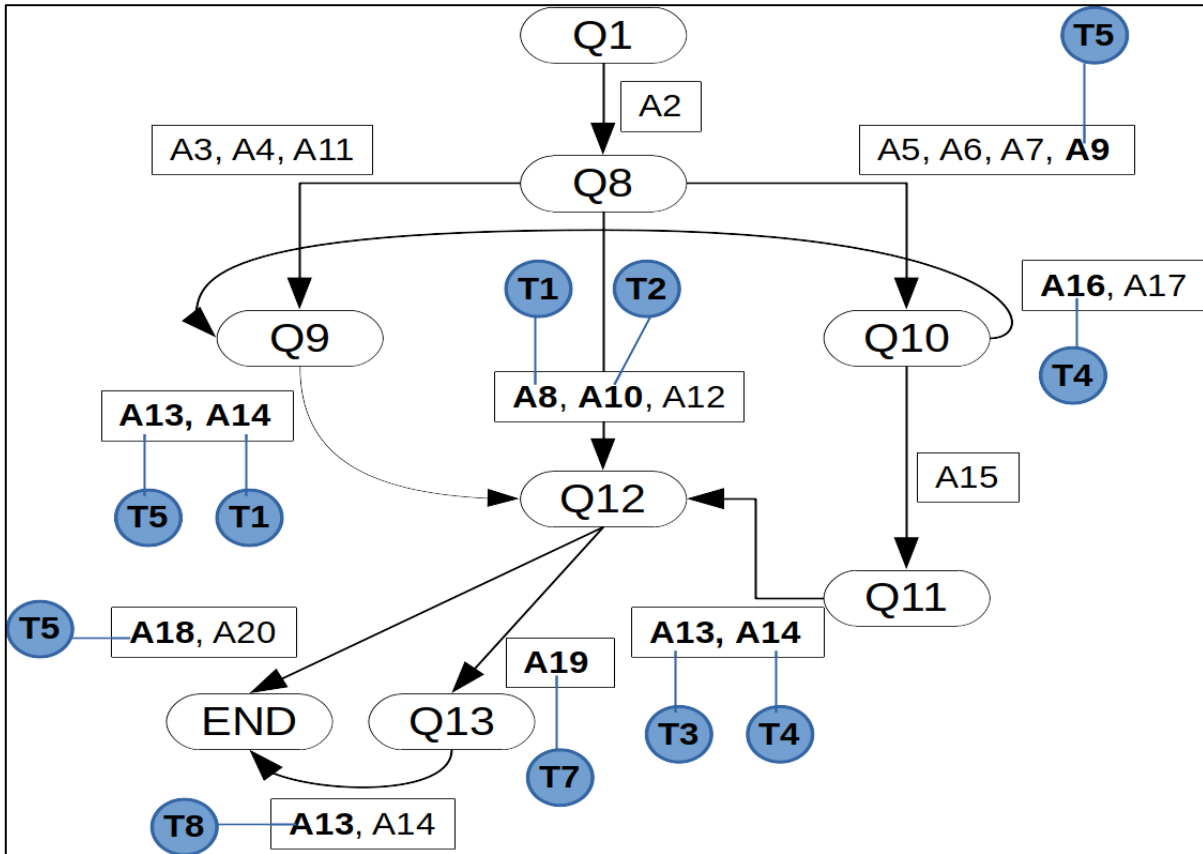 Q1
T5
A2
A3, A4, A11
A5, A6, A7, A9
Q8
T1
T2
A16, A17
Q9
Q10
T4
A8, A10, A12
A13, A14
A15
Q12
T5
T1
Q11
A18, A20
T5
A13, A14
A19
END
Q13
T3
T4
T7
T8
A13, A14